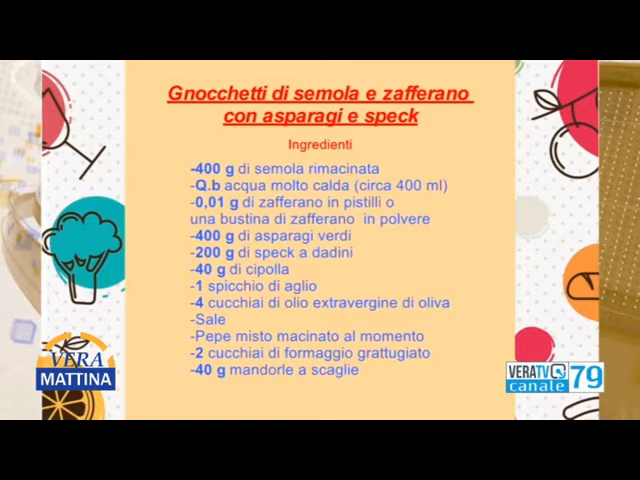 Gnocchetti di semola e zafferano
con asparagi e speck
Ingredienti
-400 g di semola rimacinata
-Q.b acqua molto calda (circa 400 ml)
-0,01 g di zafferano in pistilli o
una bustina di zafferano in polvere
-400 g di asparagi verdi
-200 g di speck a dadini
-40 g di cipolla
-1 spicchio di aglio
-4 cucchiai di olio extravergine di oliva
-Sale
-Pepe misto macinato al momento
-2 cucchiai di formaggio grattugiato
-40 g mandorle a scaglie
VERA
MATTINA
VERATV
canale 79